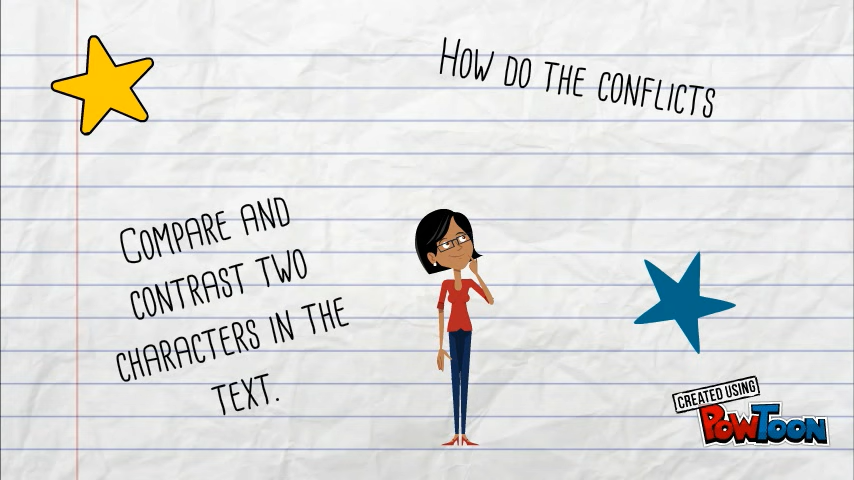 How do the conflicts
Compare and
contrast two
characters in the
text.
CREATED USING
POWTOON